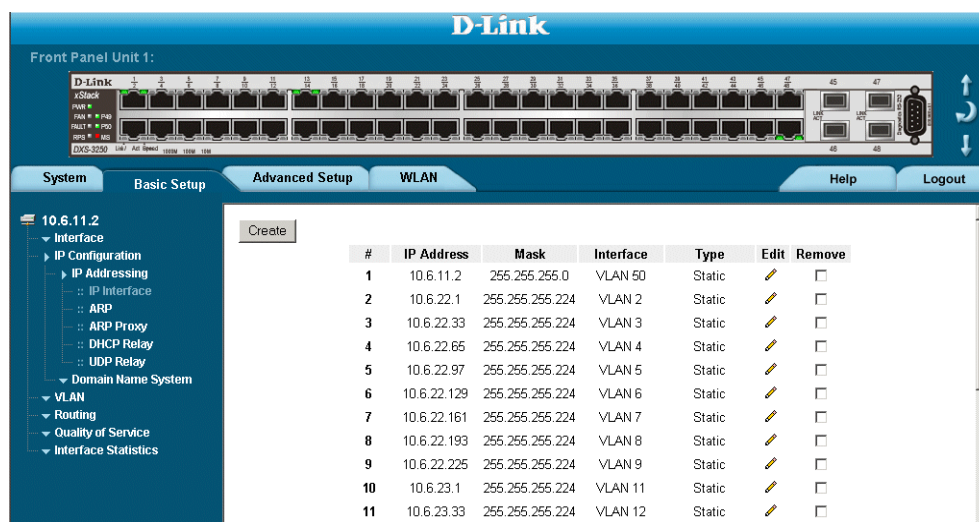 D-Link
Front Panel Unit 1:
D-Link
xStack
PWR
FAN P49
FAULT P50
RPS MS
DXS-3250 Link/ Act Speed 1000M 100M 10M
45 47
46 48
LINK ACT LINK ACT
System Basic Setup Advanced Setup WLAN Help Logout
10.6.11.2
Interface
IP Configuration
IP Addressing
:: IP Interface
:: ARP
:: ARP Proxy
:: DHCP Relay
:: UDP Relay
Domain Name System
VLAN
Routing
Quality of Service
Interface Statistics
Create
# IP Address Mask Interface Type Edit Remove
1 10.6.11.2 255.255.255.0 VLAN 50 Static
2 10.6.22.1 255.255.255.224 VLAN 2 Static
3 10.6.22.33 255.255.255.224 VLAN 3 Static
4 10.6.22.65 255.255.255.224 VLAN 4 Static
5 10.6.22.97 255.255.255.224 VLAN 5 Static
6 10.6.22.129 255.255.255.224 VLAN 6 Static
7 10.6.22.161 255.255.255.224 VLAN 7 Static
8 10.6.22.193 255.255.255.224 VLAN 8 Static
9 10.6.22.225 255.255.255.224 VLAN 9 Static
10 10.6.23.1 255.255.255.224 VLAN 11 Static
11 10.6.23.33 255.255.255.224 VLAN 12 Static